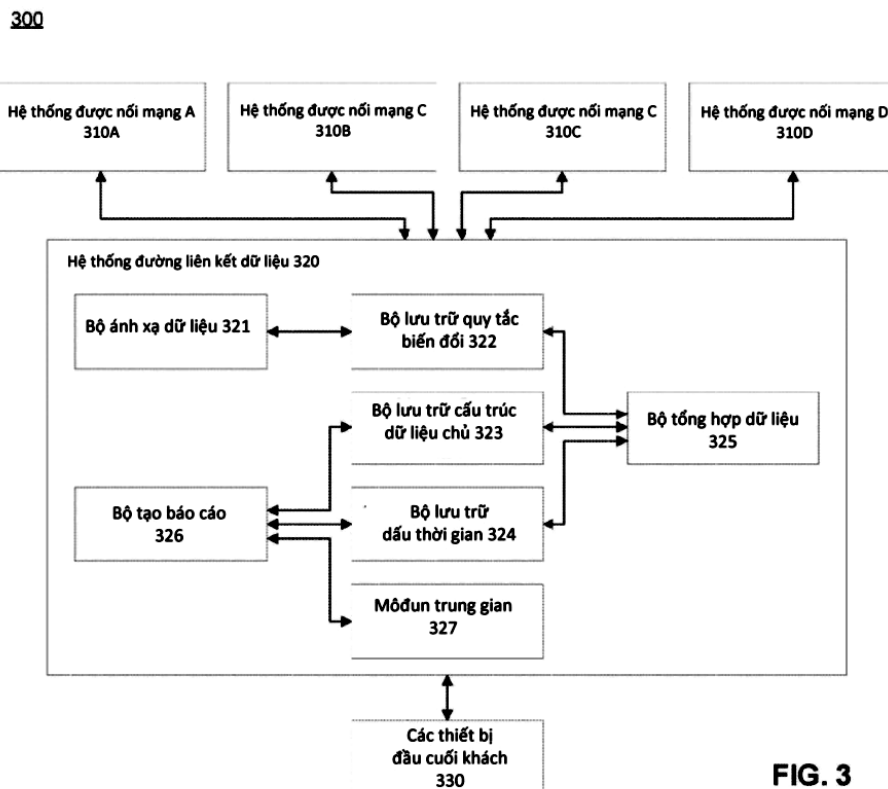 300
Hệ thống được nối mạng A
310A
Hệ thống được nối mạng C
310B
Hệ thống được nối mạng C
310C
Hệ thống được nối mạng D
310D
Hệ thống đường liên kết dữ liệu 320
Bộ ánh xạ dữ liệu 321
Bộ lưu trữ quy tắc
biến đổi 322
Bộ lưu trữ cấu trúc
dữ liệu chủ 323
Bộ tổng hợp dữ liệu
325
Bộ tạo báo cáo
326
Bộ lưu trữ
dấu thời gian 324
Môđun trung gian
327
Các thiết bị
đầu cuối khách
330
FIG. 3